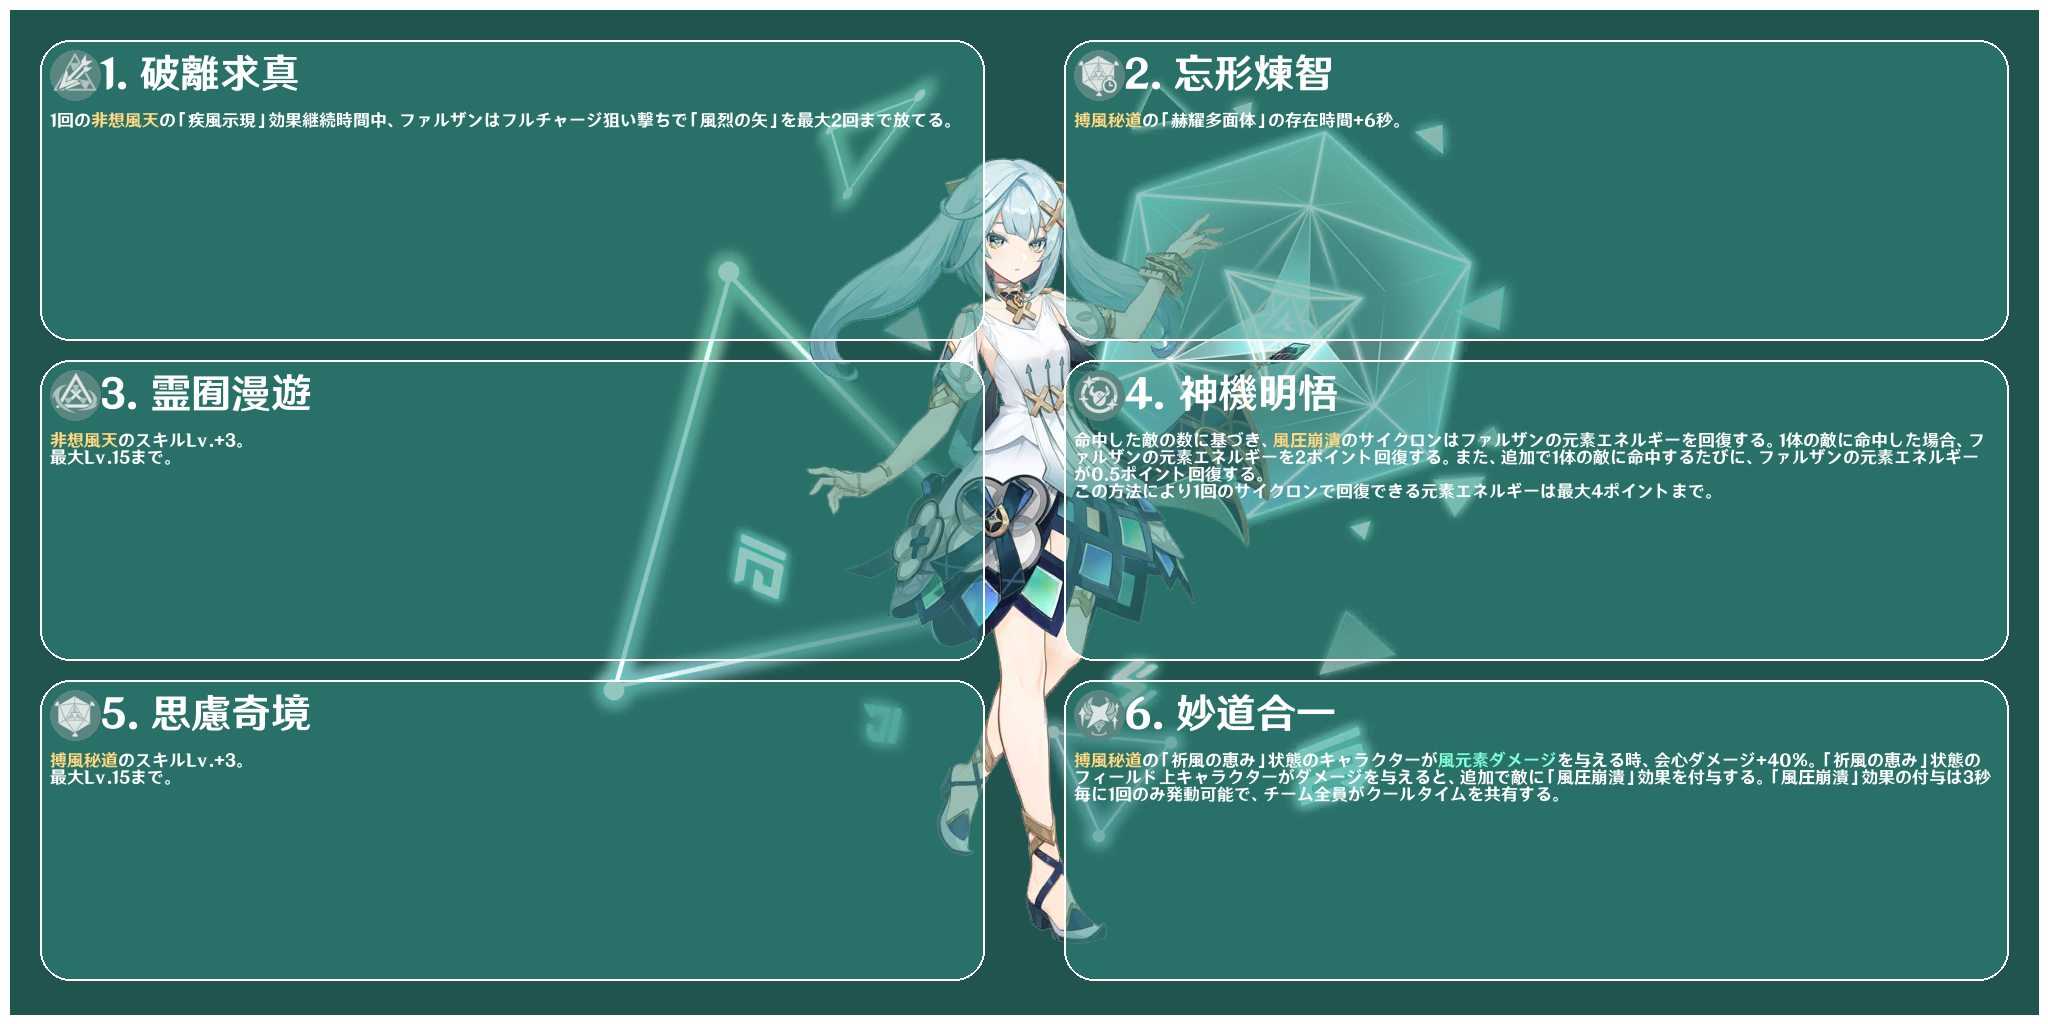 1. 破離求真
1回の非想風天の「疾風示現」効果継続時間中、ファルザンはフルチャージ狙い撃ちで「風烈の矢」を最大2回まで放てる。
2. 忘形煉智
搏風秘道の「赫耀多面体」の存在時間+6秒。
3. 霊囿漫遊
非想風天のスキルLv.+3。
最大Lv.15まで。
4. 神機明悟
命中した敵の数に基づき、風圧崩潰のサイクロンはファルザンの元素エネルギーを回復する。1体の敵に命中した場合、フ
ァルザンの元素エネルギーを2ポイント回復する。また、追加で1体の敵に命中するたびに、ファルザンの元素エネルギー
が0.5ポイント回復する。
この方法により1回のサイクロンで回復できる元素エネルギーは最大4ポイントまで。
5. 思慮奇境
搏風秘道のスキルLv.+3。
最大Lv.15まで。
6. 妙道合一
搏風秘道の「祈風の恵み」状態のキャラクターが風元素ダメージを与える時、会心ダメージ+40%。「祈風の恵み」状態の
フィールド上キャラクターがダメージを与えると、追加で敵に「風圧崩潰」効果を付与する。「風圧崩潰」効果の付与は3秒
毎に1回のみ発動可能で、チーム全員がクールタイムを共有する。